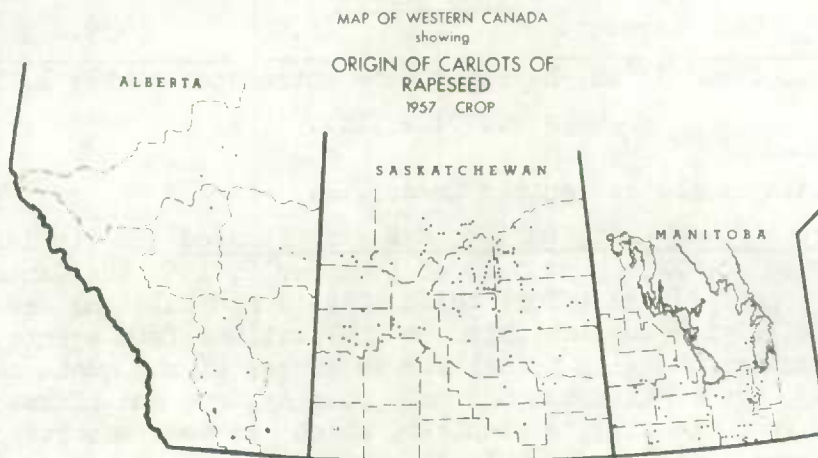 MAP OF WESTERN CANADA
showing
ORIGIN OF CARLOTS OF
RAPESEED
1957 CROP
ALBERTA
SASKATCHEWAN
MANITOBA